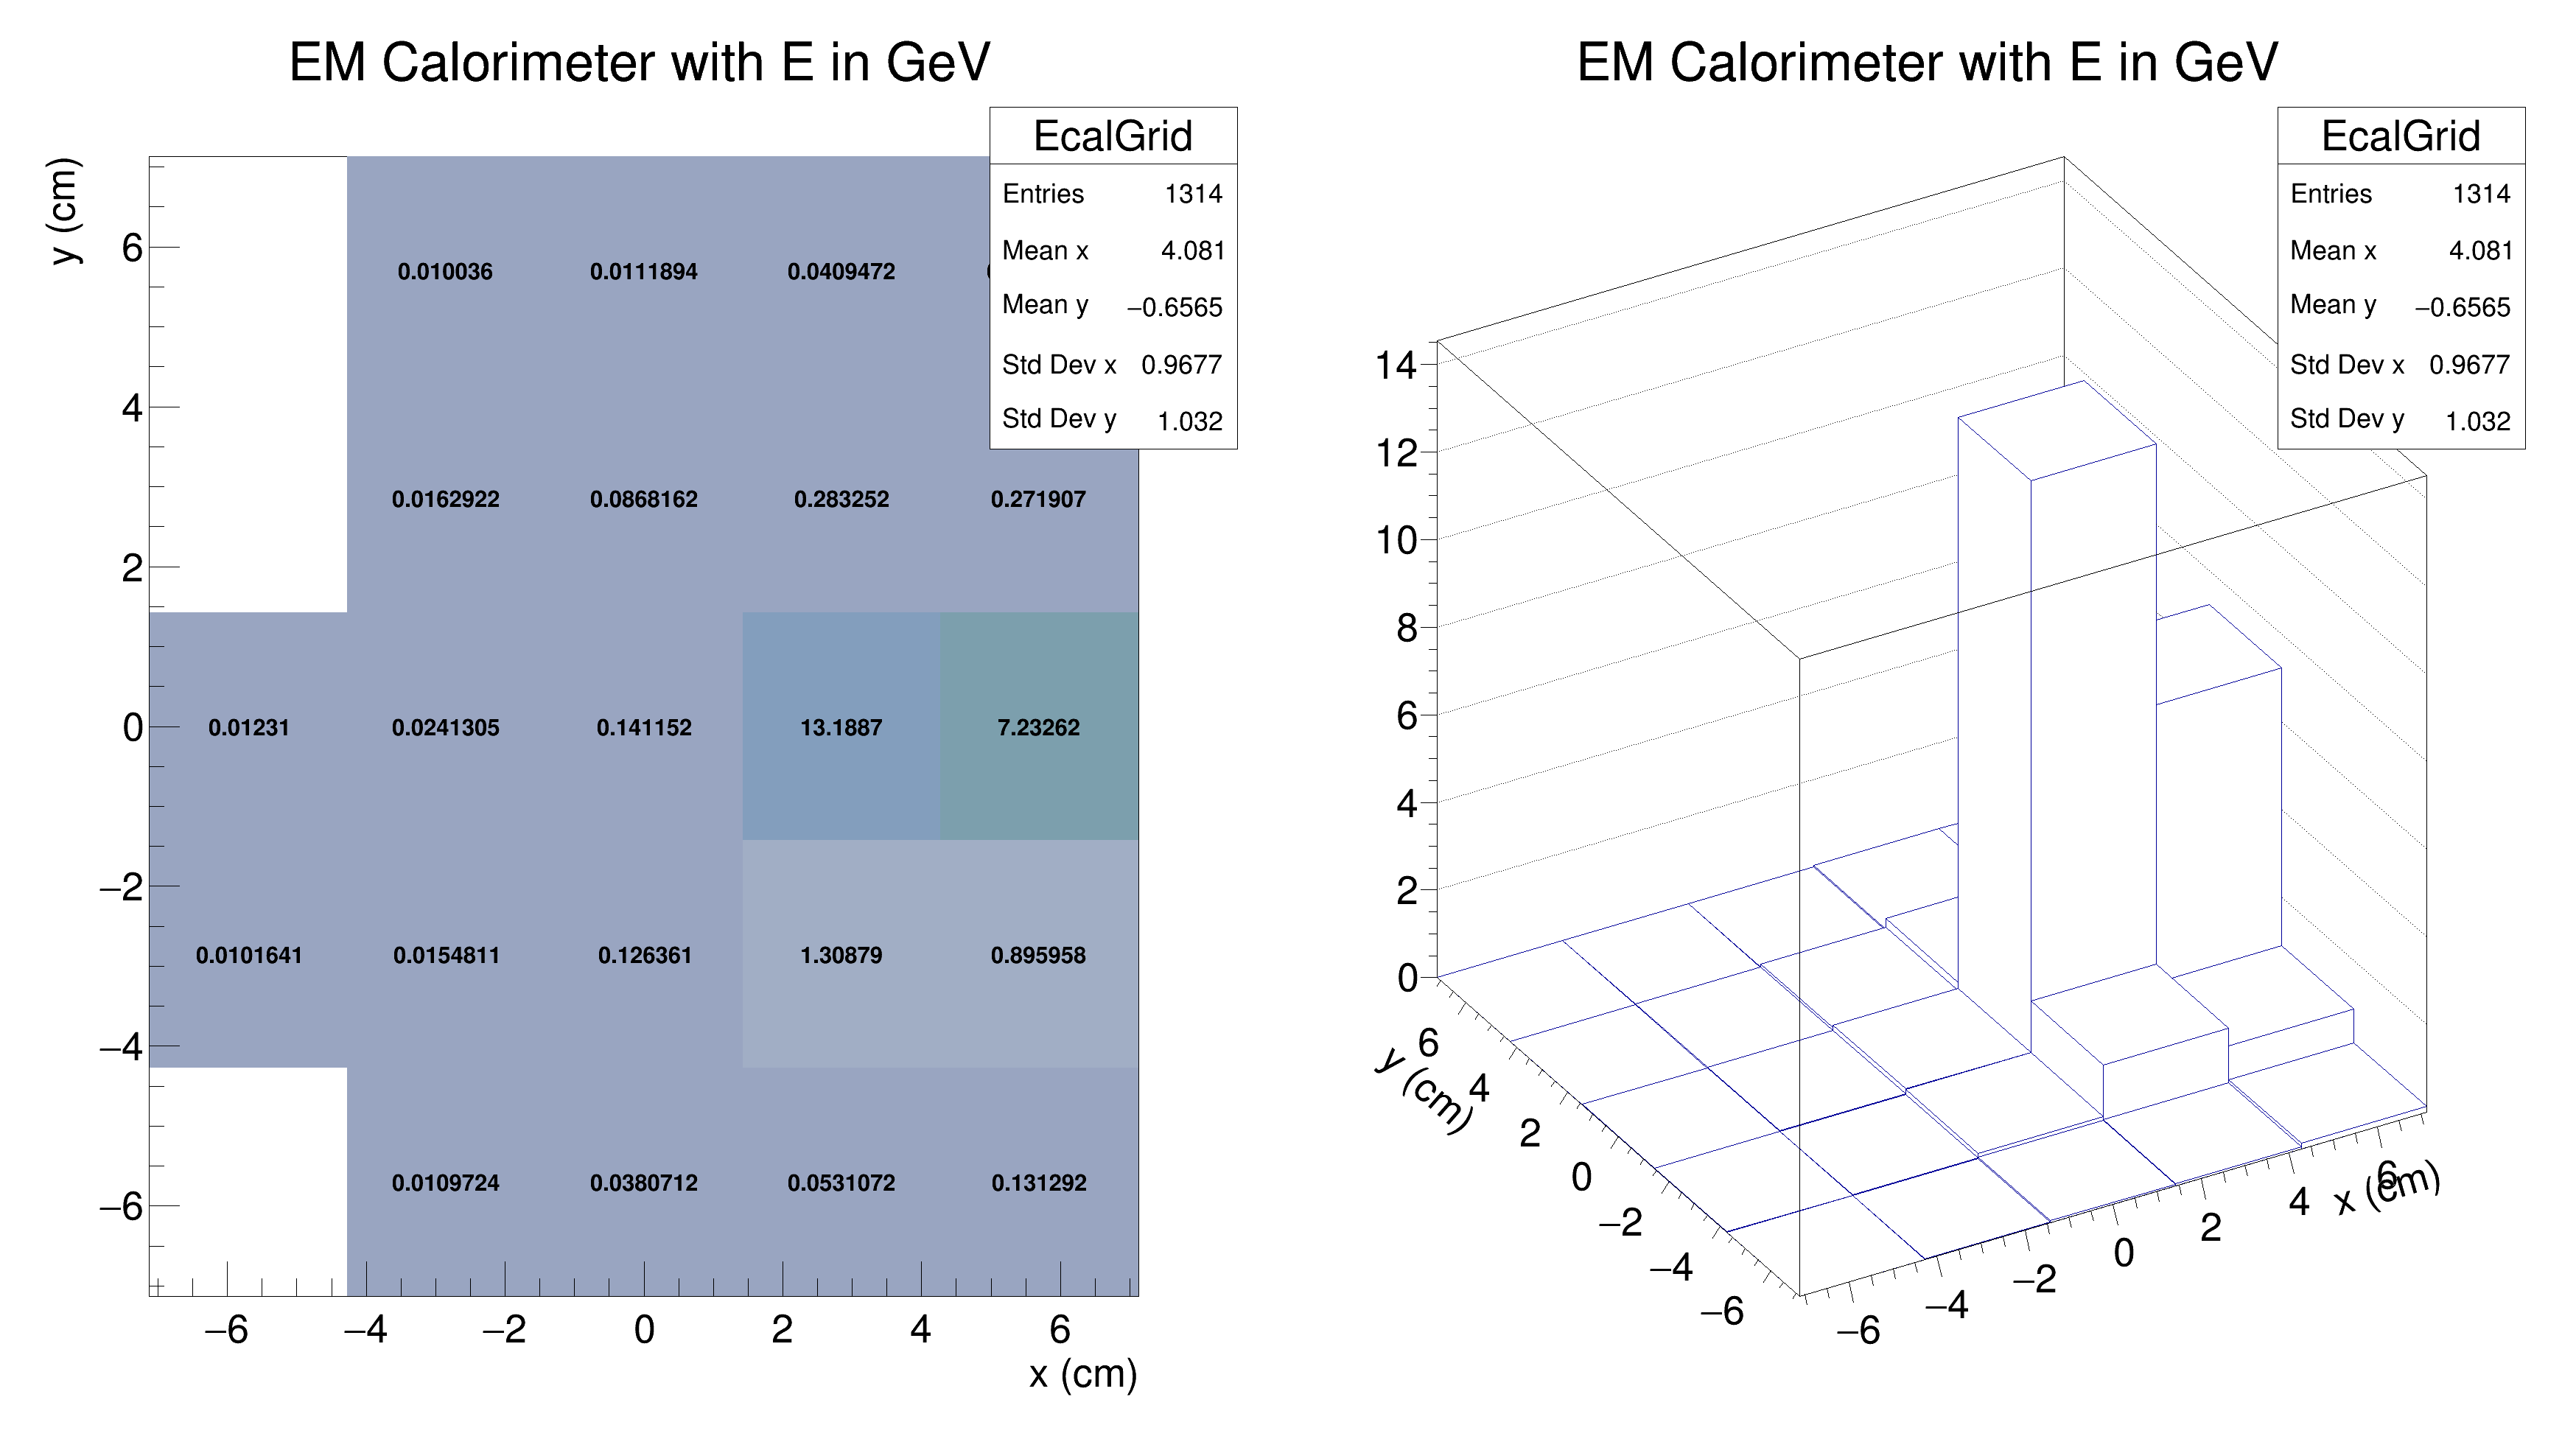 EM Calorimeter with E in GeV
EcalGrid
Entries 1314
Mean x 4.081
Mean y −0.6565
Std Dev x 0.9677
Std Dev y 1.032
y (cm)
6
4
2
0
−2
−4
−6
0.010036 0.0111894 0.0409472
0.0162922 0.0868162 0.283252 0.271907
0.01231 0.0241305 0.141152 13.1887 7.23262
0.0101641 0.0154811 0.126361 1.30879 0.895958
0.0109724 0.0380712 0.0531072 0.131292
−6 −4 −2 0 2 4 6
x (cm)
EM Calorimeter with E in GeV
EcalGrid
Entries 1314
Mean x 4.081
Mean y −0.6565
Std Dev x 0.9677
Std Dev y 1.032
14
12
10
8
6
4
2
0
y (cm)
6
4
2
0
−2
−4
−6
−6
−4
−2
0
2
4
6
x (cm)